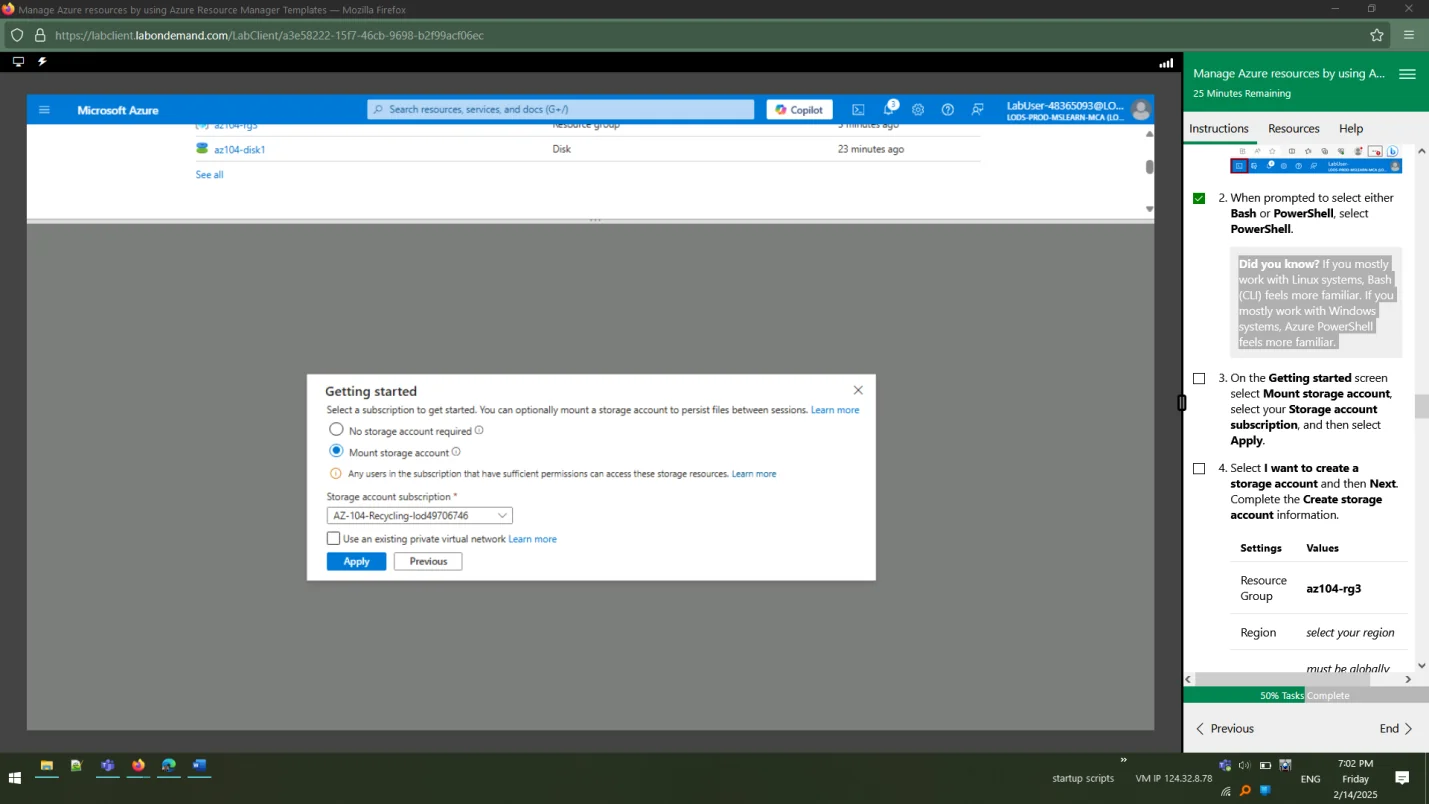 Manage Azure resources by using Azure Resource Manager Templates — Mozilla Firefox
https://labclient.labondemand.com/LabClient/a3e58222-15f7-46cb-9698-b2f99acf06ec
Microsoft Azure
Search resources, services, and docs (G+/)
Copilot
3
LabUser-48365093@LO...
LODS-PROD-MSLEARN-MCA (LO...
az104-rg3 Resource group 3 minutes ago
az104-disk1 Disk 23 minutes ago
See all
Getting started
Select a subscription to get started. You can optionally mount a storage account to persist files between sessions. Learn more
No storage account required
Mount storage account
Any users in the subscription that have sufficient permissions can access these storage resources. Learn more
Storage account subscription *
AZ-104-Recycling-lod49706746
Use an existing private virtual network Learn more
Apply Previous
Manage Azure resources by using A...
25 Minutes Remaining
Instructions Resources Help
2. When prompted to select either
Bash or PowerShell, select
PowerShell.
Did you know? If you mostly
work with Linux systems, Bash
(CLI) feels more familiar. If you
mostly work with Windows
systems, Azure PowerShell
feels more familiar.
3. On the Getting started screen
select Mount storage account,
select your Storage account
subscription, and then select
Apply.
4. Select I want to create a
storage account and then Next.
Complete the Create storage
account information.
Settings Values
Resource
Group
az104-rg3
Region select your region
must be globally
50% Tasks Complete
Previous End
startup scripts
VM IP 124.32.8.78
ENG
7:02 PM
Friday
2/14/2025